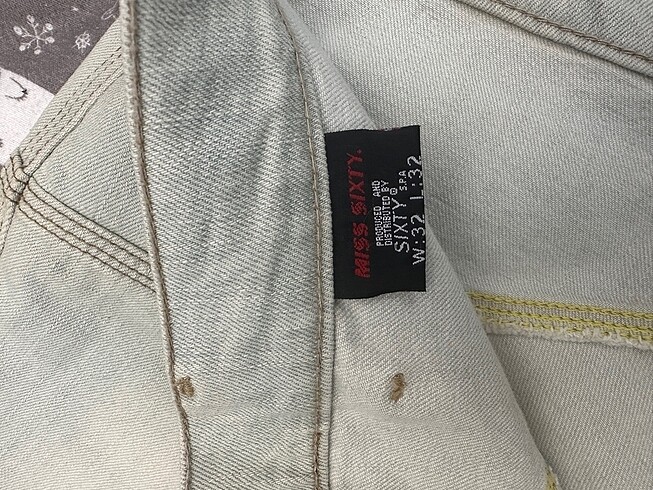 MISS SIXTY.
PRODUCED AND
DISTRIBUTED BY
SIXTY® S.P.A
W:32 L:32